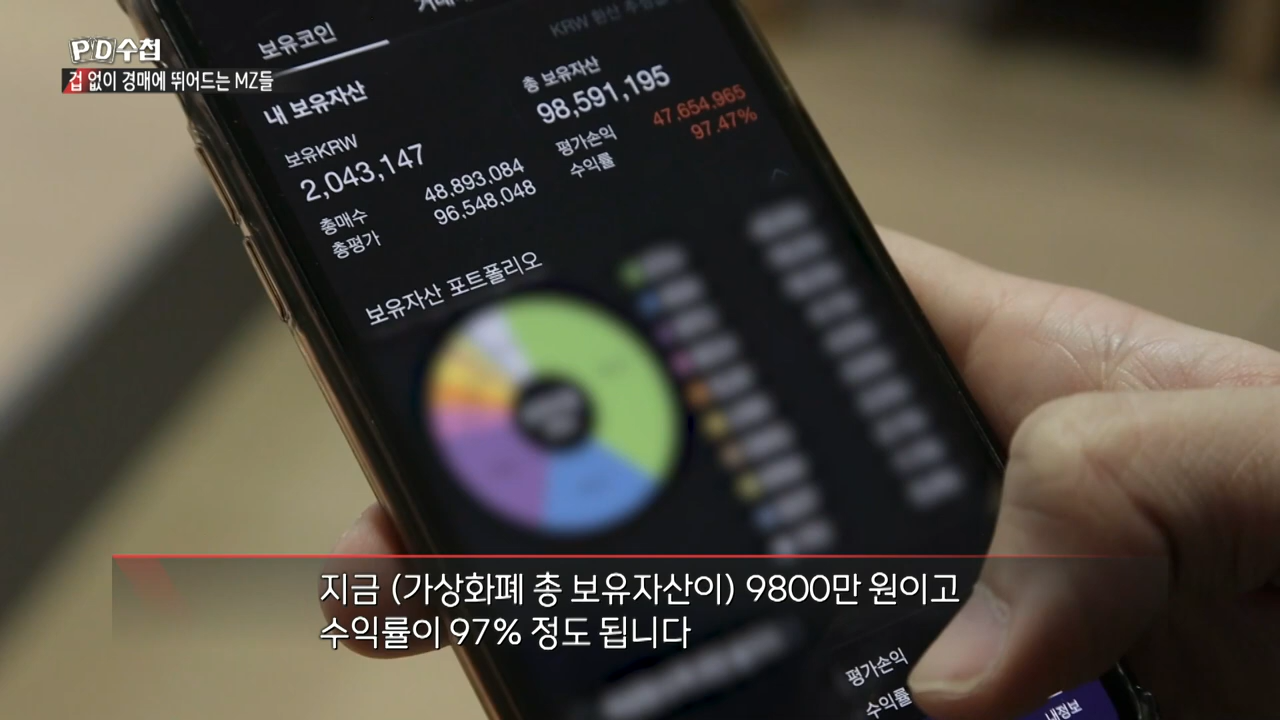 PD수첩
겁 없이 경매에 뛰어드는 MZ들
보유코인
내 보유자산
보유KRW
2,043,147
총 보유자산
98,591,195
총매수 48,893,084
총평가 96,548,048
평가손익 47,654,965
수익률 97.47%
보유자산 포트폴리오
지금 (가상화폐 총 보유자산이) 9800만 원이고
수익률이 97% 정도 됩니다
평가손익
수익률
내정보